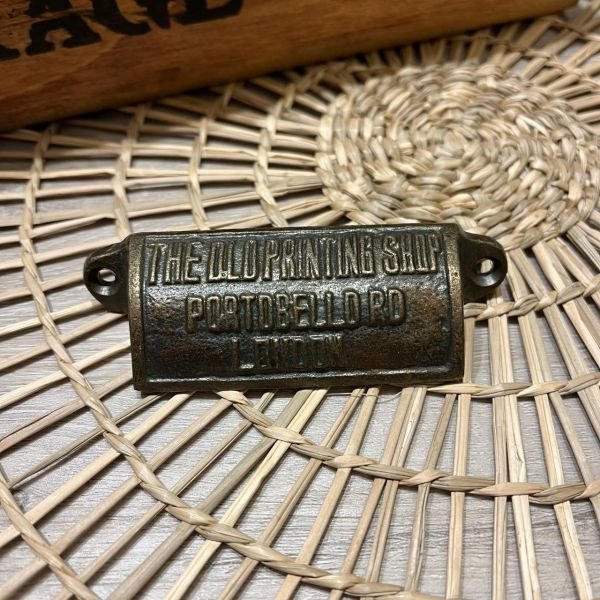 THE OLD PRINTING SHOP
PORTOBELLO RD
LONDON